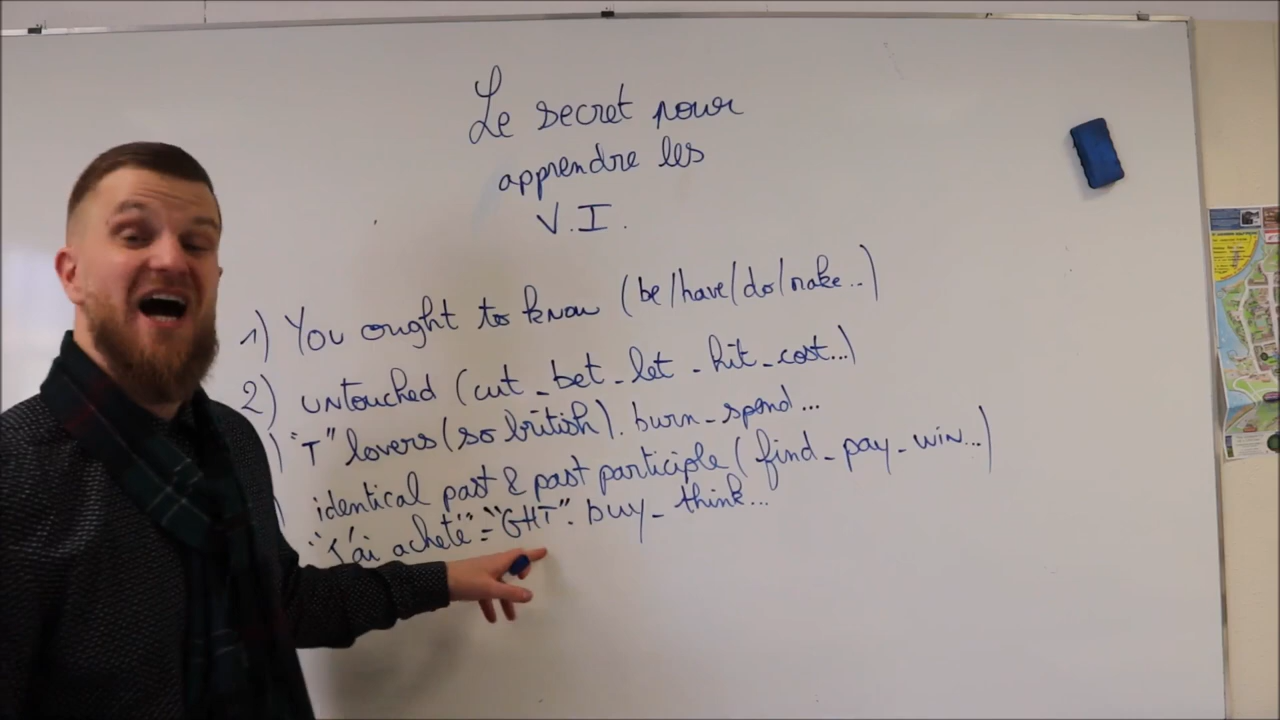 Le secret pour
apprendre les
V.I.
1) You ought to know (be/have/do/make...)
2) untouched (cut - bet - let - hit - cost...)
) "T" lovers (so british). burn - spend...
) identical past & past participle (find - pay - win...)
"J'ai acheté" = "GHT". buy - think...